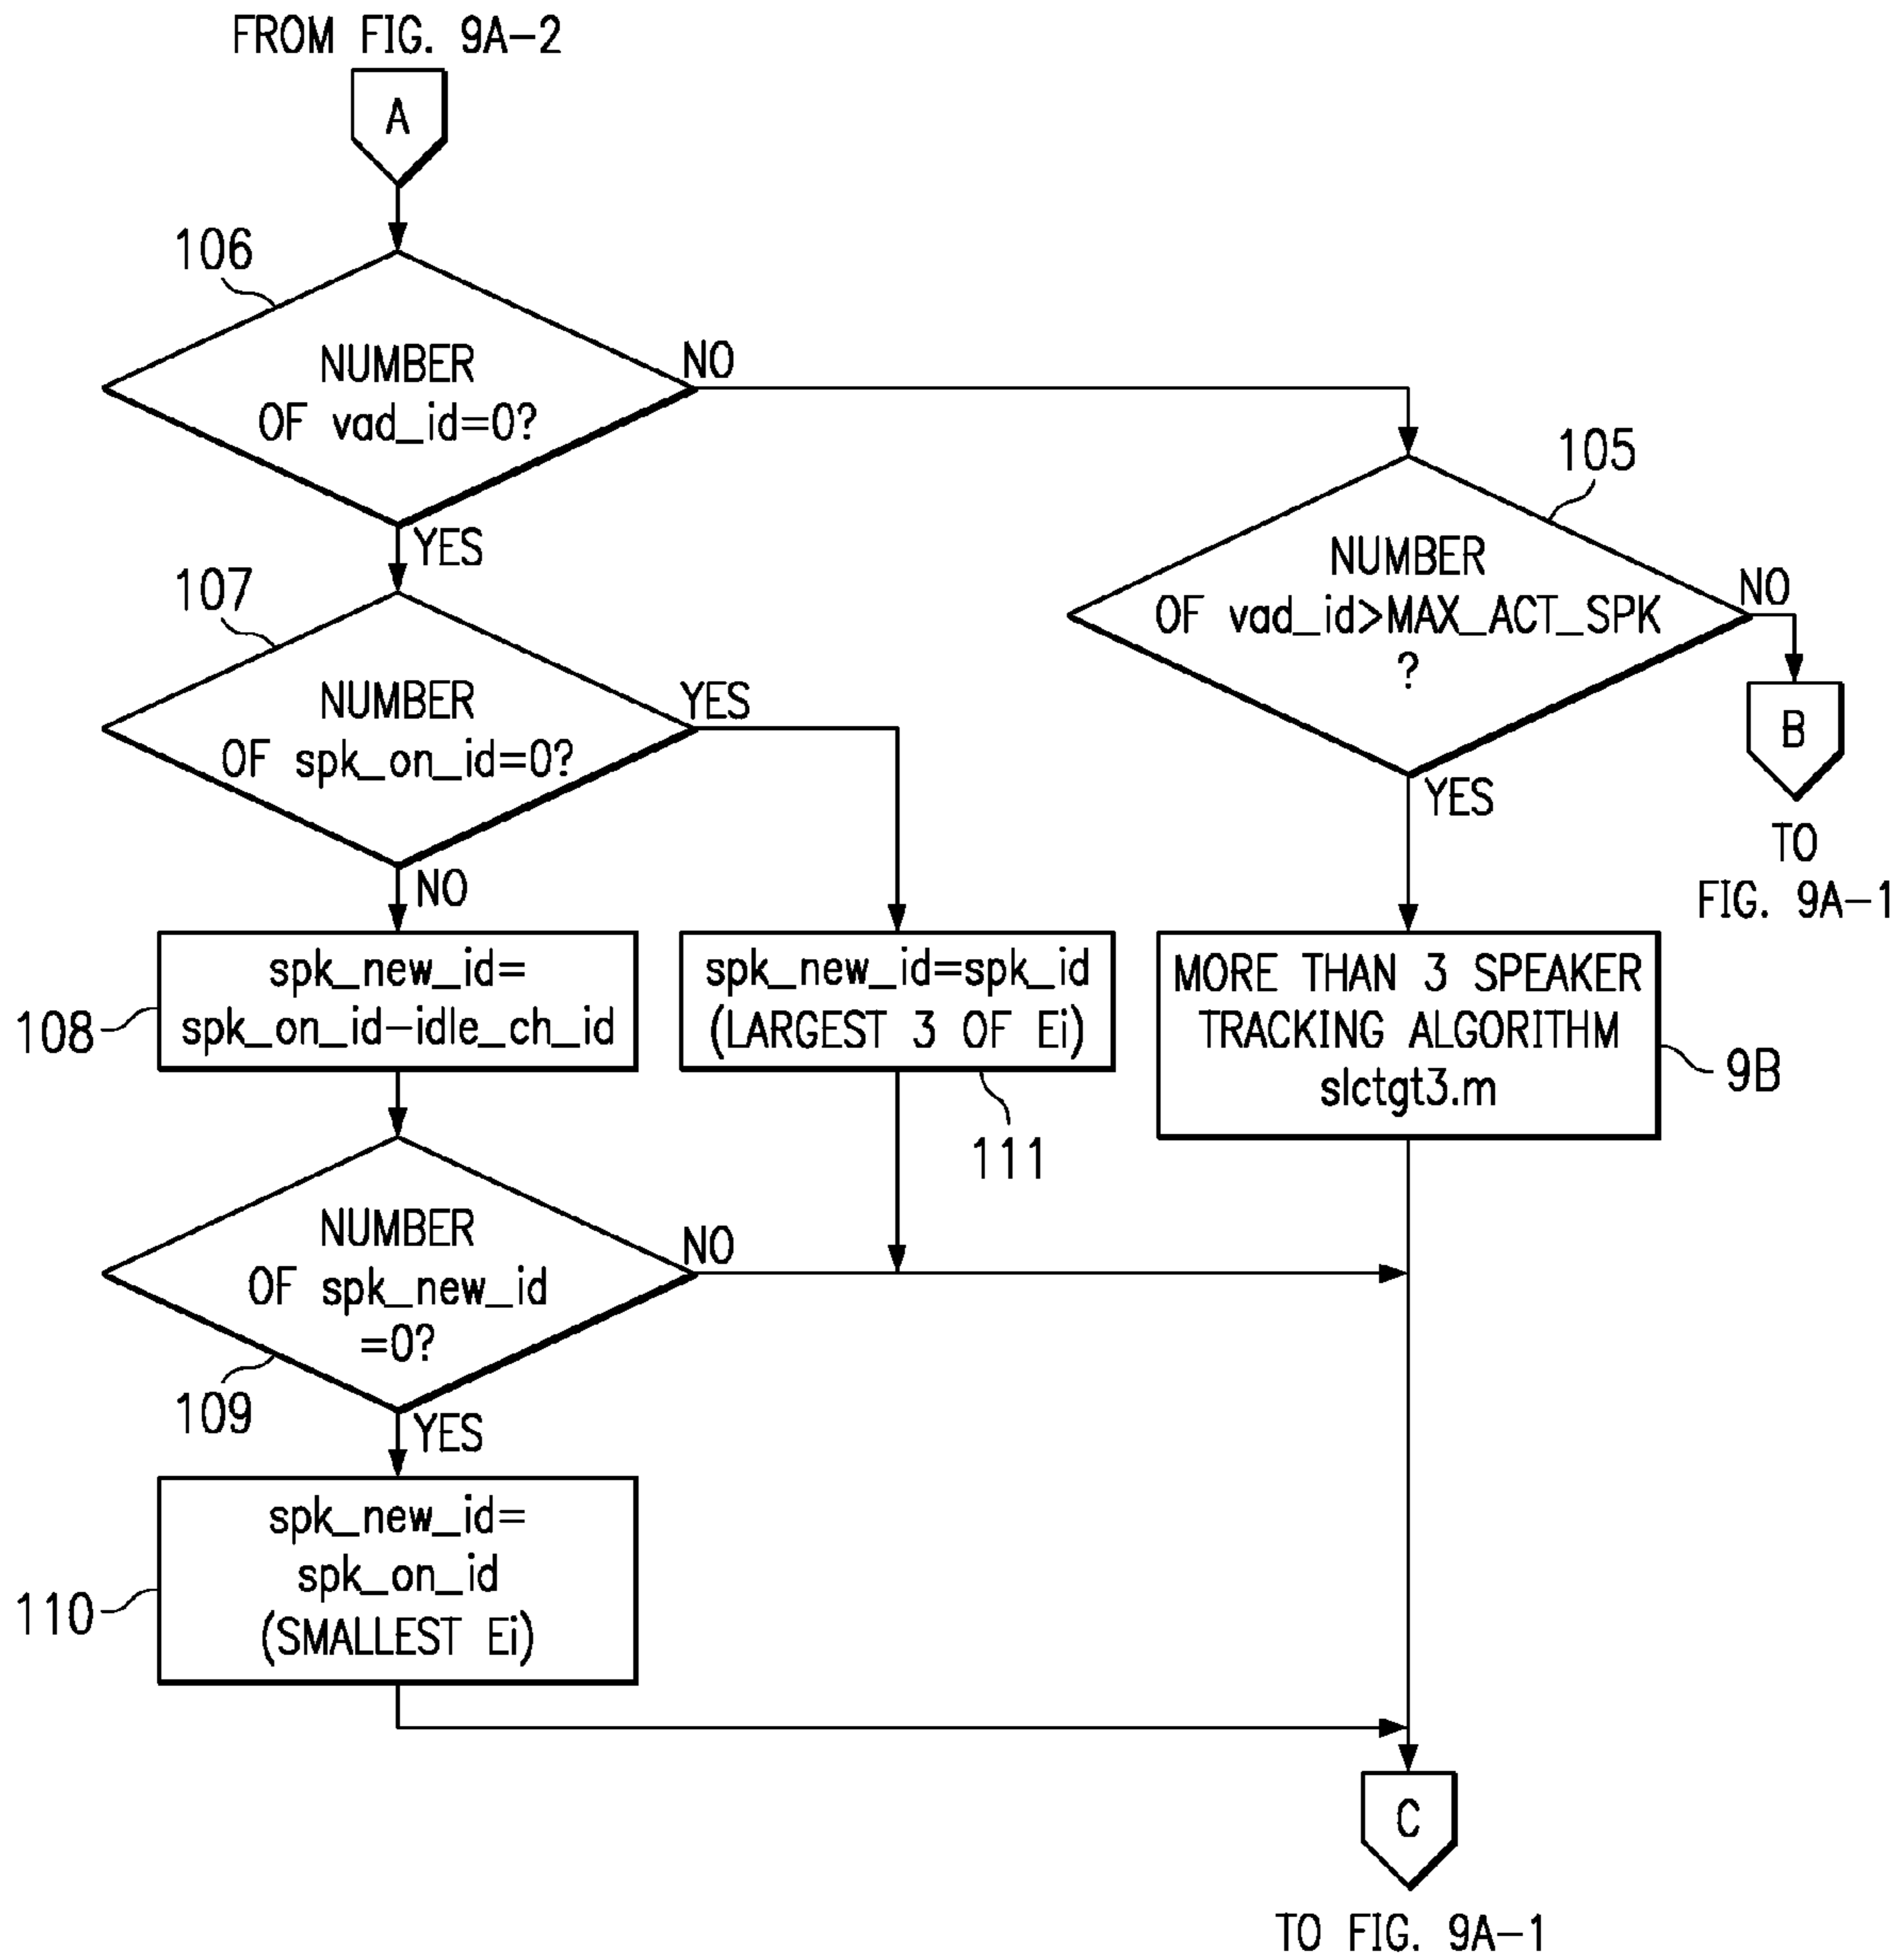 FROM FIG. 9A-2
A
106
NUMBER
OF vad_id=0?
NO
YES
105
NUMBER
OF vad_id>MAX_ACT_SPK
?
NO
YES
B
TO
FIG. 9A-1
107
NUMBER
OF spk_on_id=0?
YES
NO
108
spk_new_id=
spk_on_id-idle_ch_id
spk_new_id=spk_id
(LARGEST 3 OF Ei)
111
MORE THAN 3 SPEAKER
TRACKING ALGORITHM
slctgt3.m
9B
NUMBER
OF spk_new_id
=0?
NO
109
YES
110
spk_new_id=
spk_on_id
(SMALLEST Ei)
C
TO FIG. 9A-1